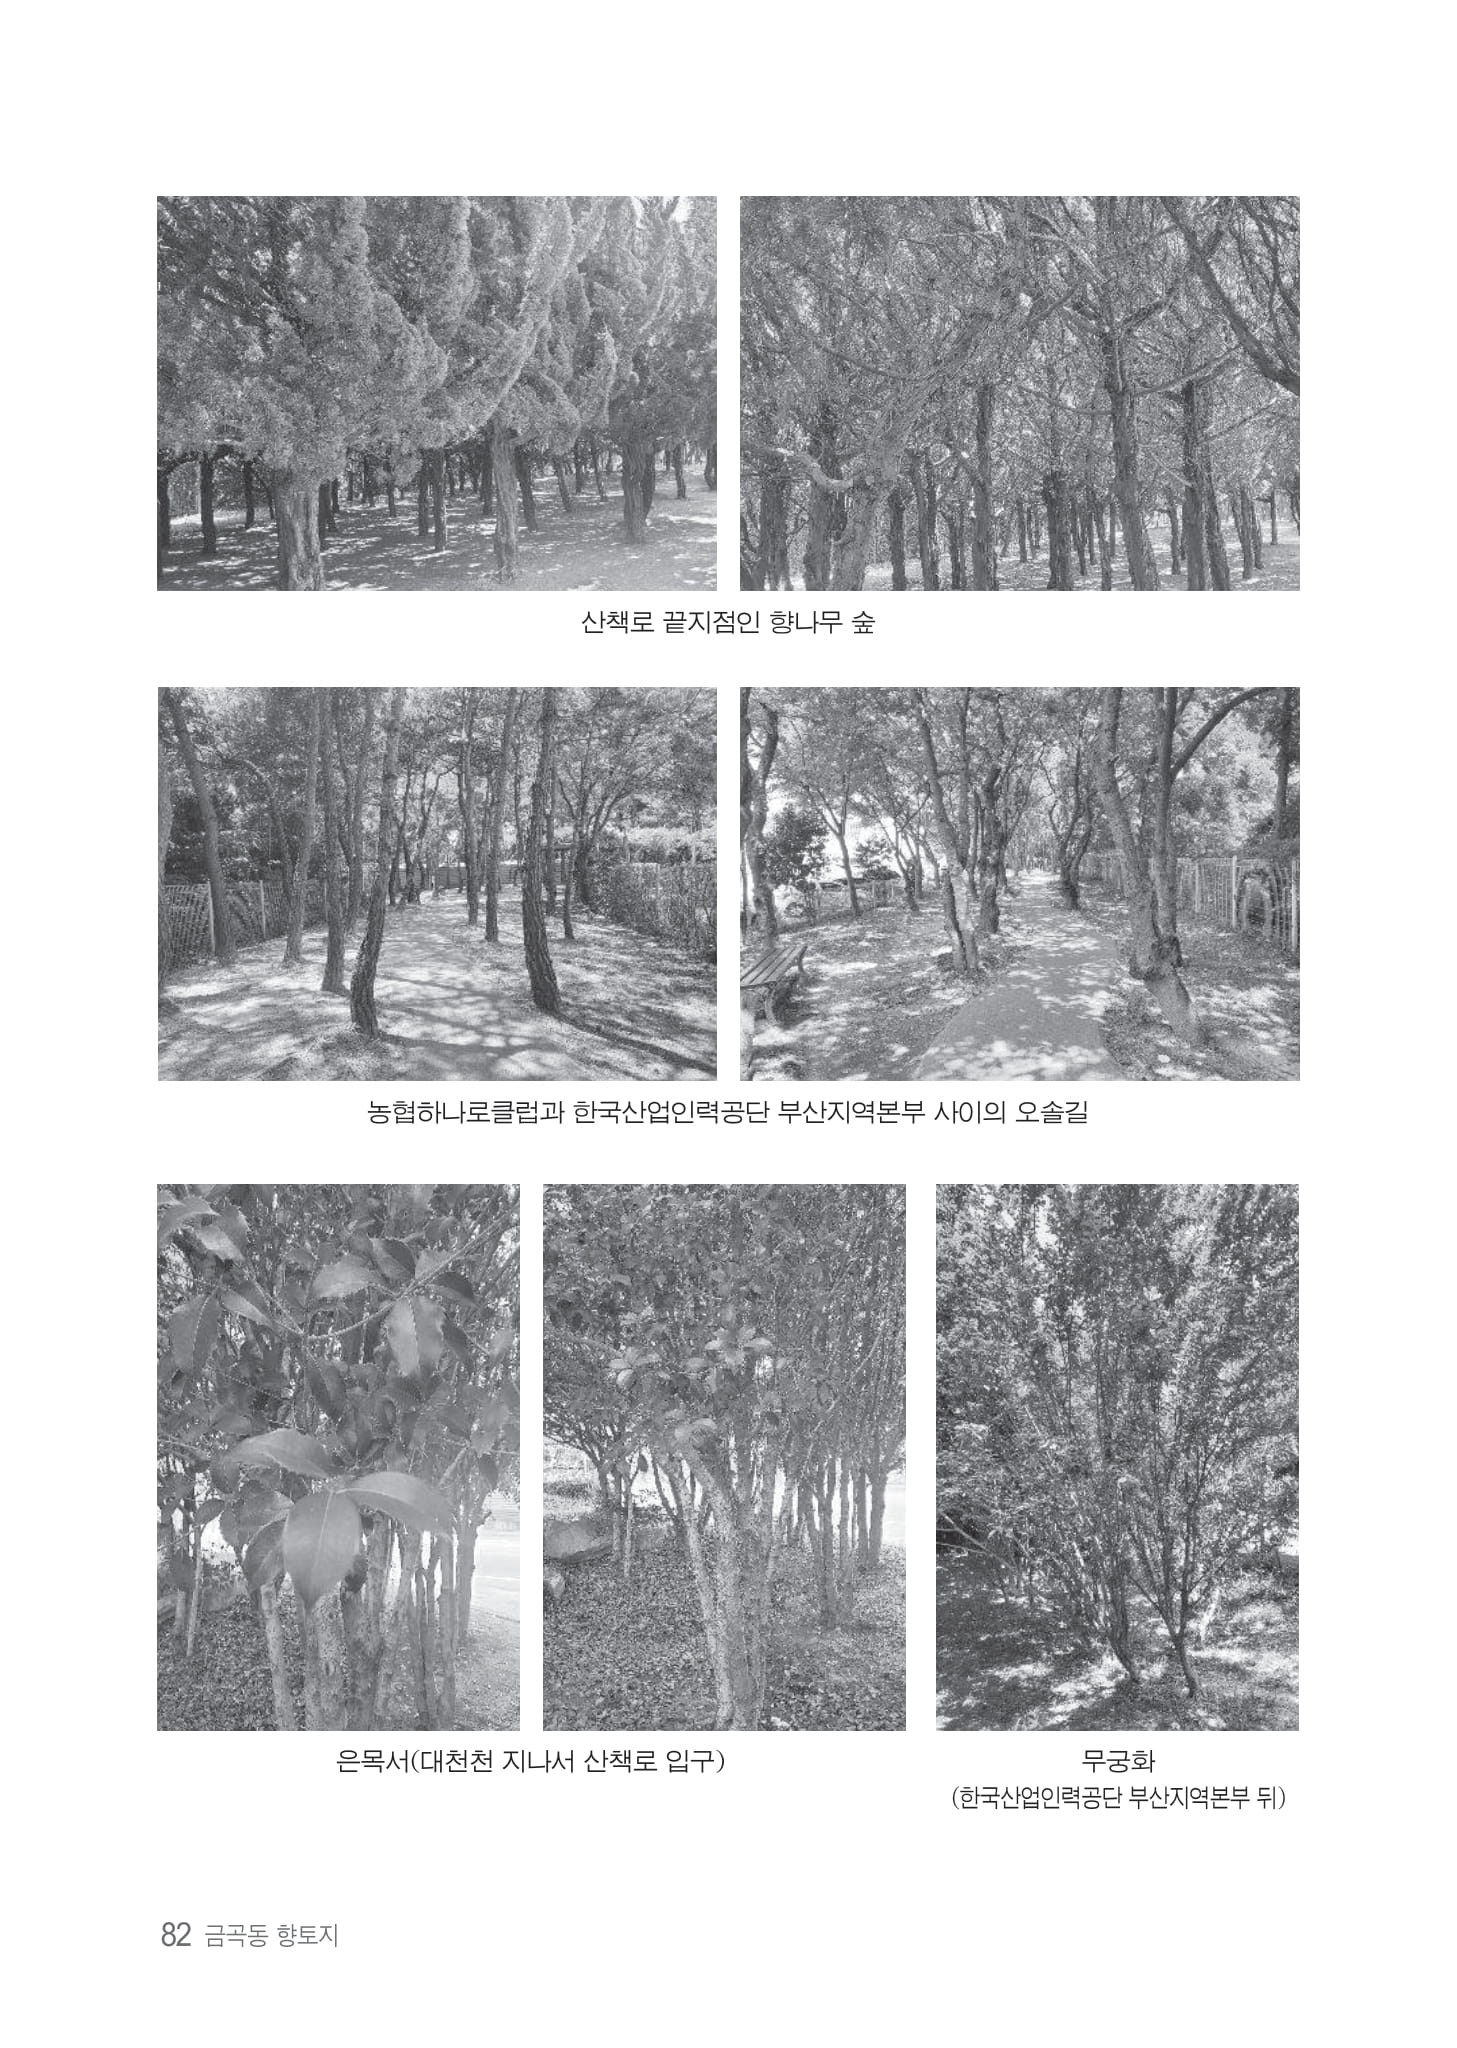 산책로 끝지점인 향나무 숲
농협하나로클럽과 한국산업인력공단 부산지역본부 사이의 오솔길
은목서(대천천 지나서 산책로 입구)
무궁화
(한국산업인력공단 부산지역본부 뒤)
82 금곡동 향토지